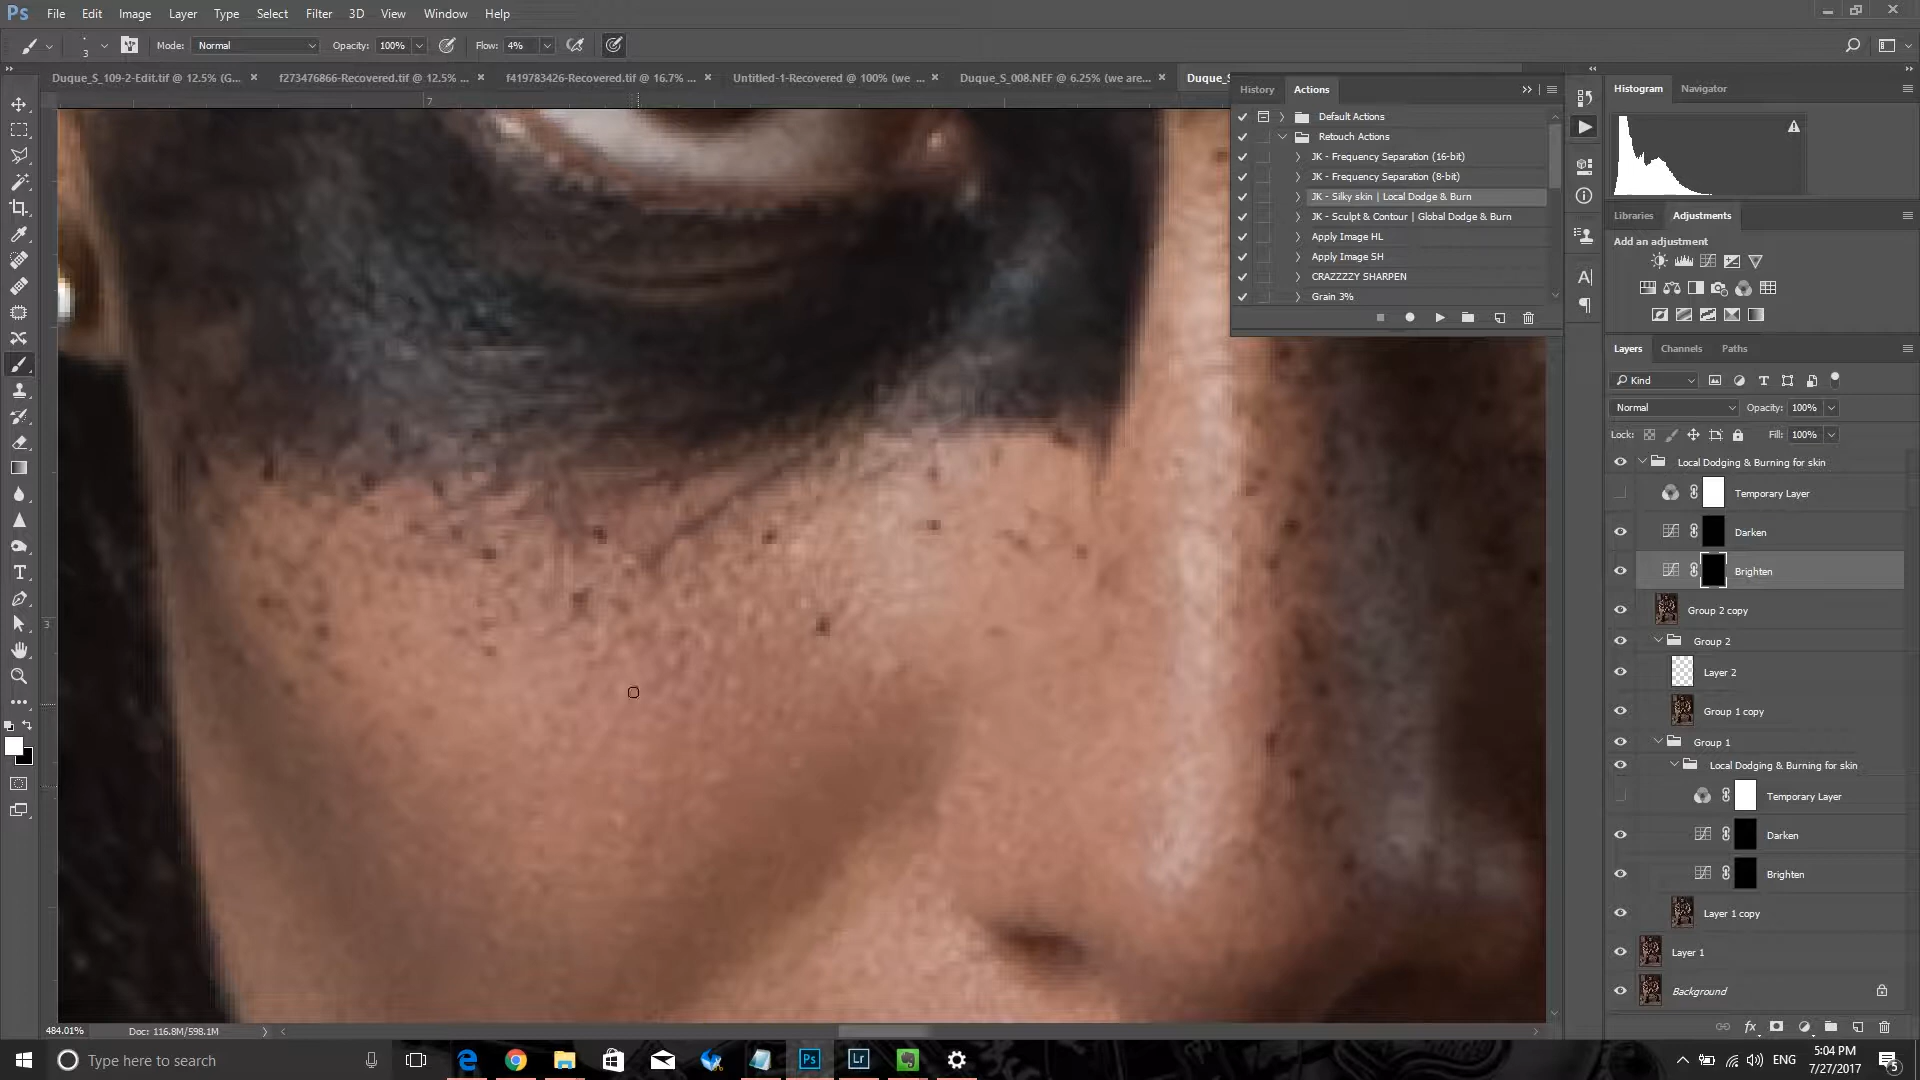 Ps File Edit Image Layer Type Select Filter 3D View Window Help
3 Mode: Normal Opacity: 100% Flow: 4%
Duque_S_109-2-Edit.tif @ 12.5% (G... × f273476866-Recovered.tif @ 12.5% ... × f419783426-Recovered.tif @ 16.7% ... × Untitled-1-Recovered @ 100% (we ... × Duque_S_008.NEF @ 6.25% (we are... × Duque_S
7
3
History Actions
Default Actions
Retouch Actions
JK - Frequency Separation (16-bit)
JK - Frequency Separation (8-bit)
JK - Silky skin | Local Dodge & Burn
JK - Sculpt & Contour | Global Dodge & Burn
Apply Image HL
Apply Image SH
CRAZZZZY SHARPEN
Grain 3%
Histogram Navigator
Libraries Adjustments
Add an adjustment
Layers Channels Paths
Kind
Normal Opacity: 100%
Lock: Fill: 100%
Local Dodging & Burning for skin
Temporary Layer
Darken
Brighten
Group 2 copy
Group 2
Layer 2
Group 1 copy
Group 1
Local Dodging & Burning for skin
Temporary Layer
Darken
Brighten
Layer 1 copy
Layer 1
Background
fx
484.01% Doc: 116.8M/598.1M
Type here to search
Ps Lr
ENG
5:04 PM
7/27/2017
5